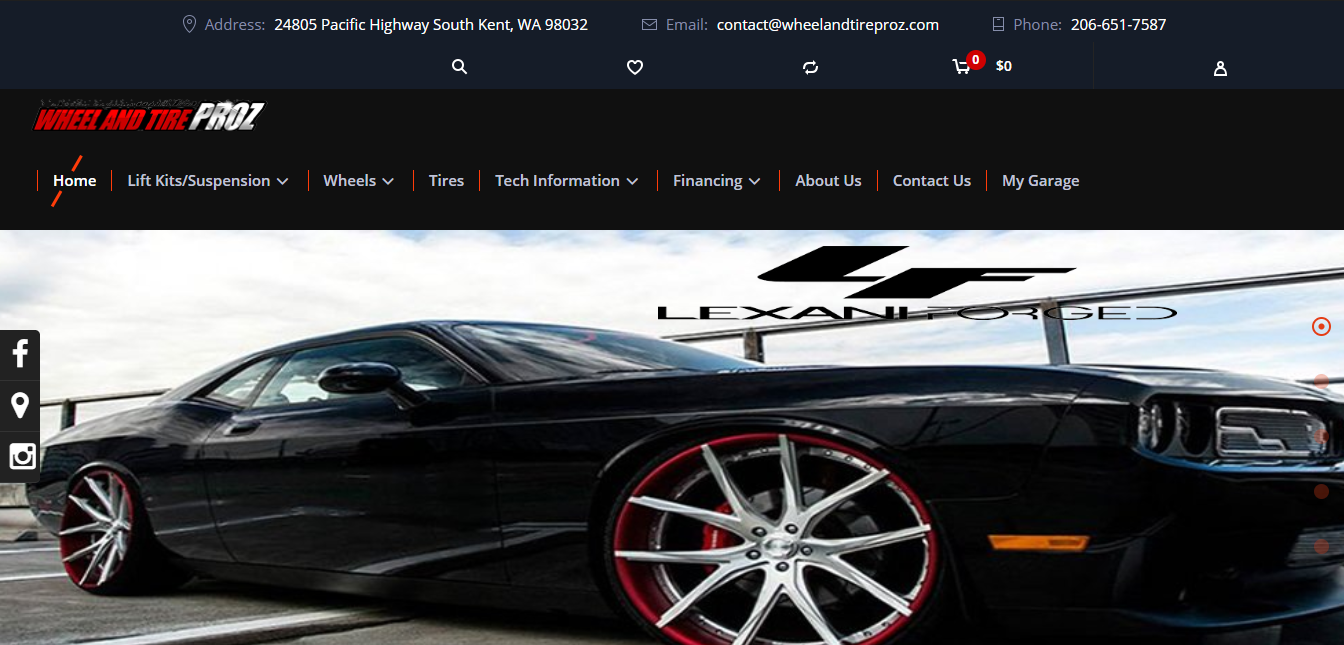 Address: 24805 Pacific Highway South Kent, WA 98032 Email: contact@wheelandtireproz.com Phone: 206-651-7587
0 $0
WHEEL AND TIRE PROZ
Home Lift Kits/Suspension Wheels Tires Tech Information Financing About Us Contact Us My Garage
LF
LEXANI FORGED